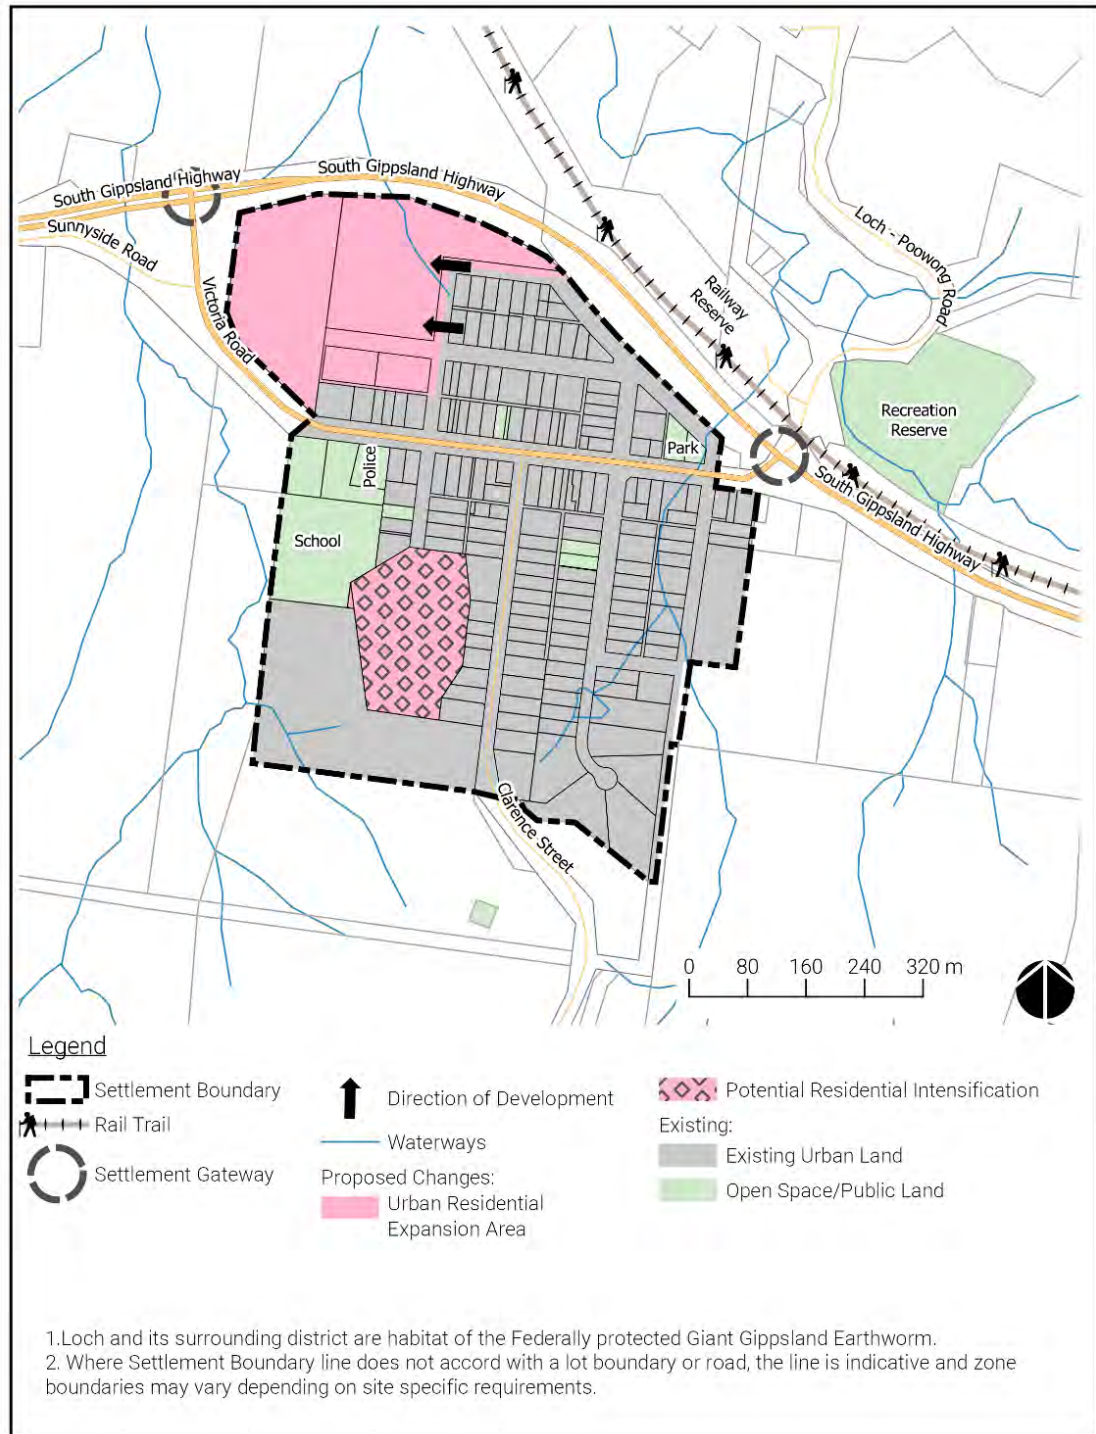 South Gippsland Highway
South Gippsland Highway
Sunnyside Road
Victoria Road
Loch - Poowong Road
Railway
Reserve
Recreation
Reserve
Park
Police
School
South Gippsland Highway
Clarence Street
0 80 160 240 320 m
Legend
Settlement Boundary
Rail Trail
Settlement Gateway
Direction of Development
Waterways
Proposed Changes:
Urban Residential
Expansion Area
Potential Residential Intensification
Existing:
Existing Urban Land
Open Space/Public Land
1.Loch and its surrounding district are habitat of the Federally protected Giant Gippsland Earthworm.
2. Where Settlement Boundary line does not accord with a lot boundary or road, the line is indicative and zone
boundaries may vary depending on site specific requirements.